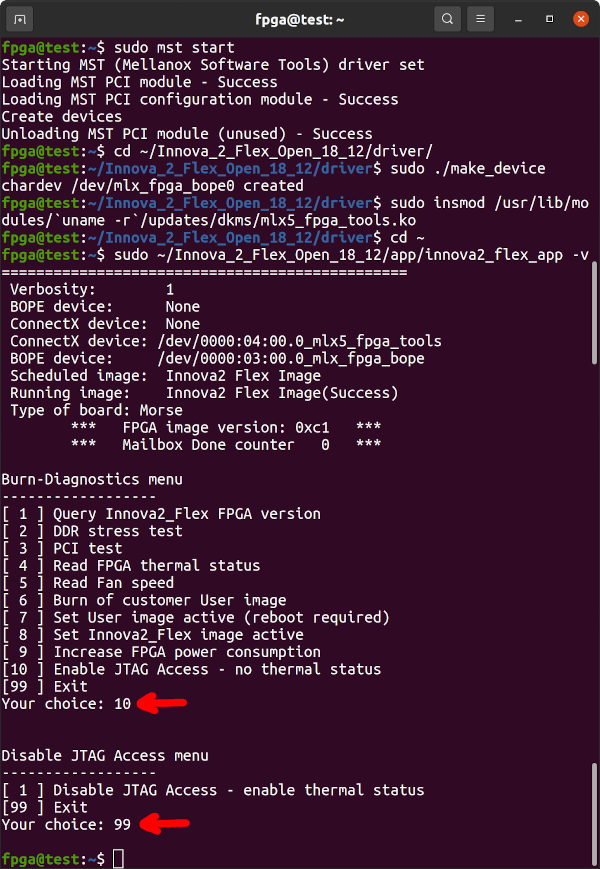 fpga@test: ~
fpga@test:~$ sudo mst start
Starting MST (Mellanox Software Tools) driver set
Loading MST PCI module - Success
Loading MST PCI configuration module - Success
Create devices
Unloading MST PCI module (unused) - Success
fpga@test:~$ cd ~/Innova_2_Flex_Open_18_12/driver/
fpga@test:~/Innova_2_Flex_Open_18_12/driver$ sudo ./make_device
chardev /dev/mlx_fpga_bope0 created
fpga@test:~/Innova_2_Flex_Open_18_12/driver$ sudo insmod /usr/lib/mo
dules/`uname -r`/updates/dkms/mlx5_fpga_tools.ko
fpga@test:~/Innova_2_Flex_Open_18_12/driver$ cd ~
fpga@test:~$ sudo ~/Innova_2_Flex_Open_18_12/app/innova2_flex_app -v
===============================================
Verbosity:        1
BOPE device:      None
ConnectX device:  None
ConnectX device: /dev/0000:04:00.0_mlx5_fpga_tools
BOPE device:     /dev/0000:03:00.0_mlx_fpga_bope
Scheduled image:  Innova2 Flex Image
Running image:    Innova2 Flex Image(Success)
Type of board: Morse
***   FPGA image version: 0xc1   ***
***   Mailbox Done counter   0   ***
Burn-Diagnostics menu
------------------
[ 1 ] Query Innova2_Flex FPGA version
[ 2 ] DDR stress test
[ 3 ] PCI test
[ 4 ] Read FPGA thermal status
[ 5 ] Read Fan speed
[ 6 ] Burn of customer User image
[ 7 ] Set User image active (reboot required)
[ 8 ] Set Innova2_Flex image active
[ 9 ] Increase FPGA power consumption
[10 ] Enable JTAG Access - no thermal status
[99 ] Exit
Your choice: 10
Disable JTAG Access menu
------------------
[ 1 ] Disable JTAG Access - enable thermal status
[99 ] Exit
Your choice: 99
fpga@test:~$